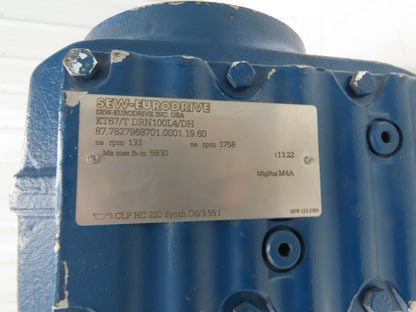 SEW-EURODRIVE
SEW-EURODRIVE INC. USA
KT67/T DRN100L4/DH
87.7827968701.0001.19.60
na rpm 133 ne rpm 1758
Ma max lb-in 5930 i 13.22
MtgPos M4A
CLP HC 220 Synth Oil/3.55 l